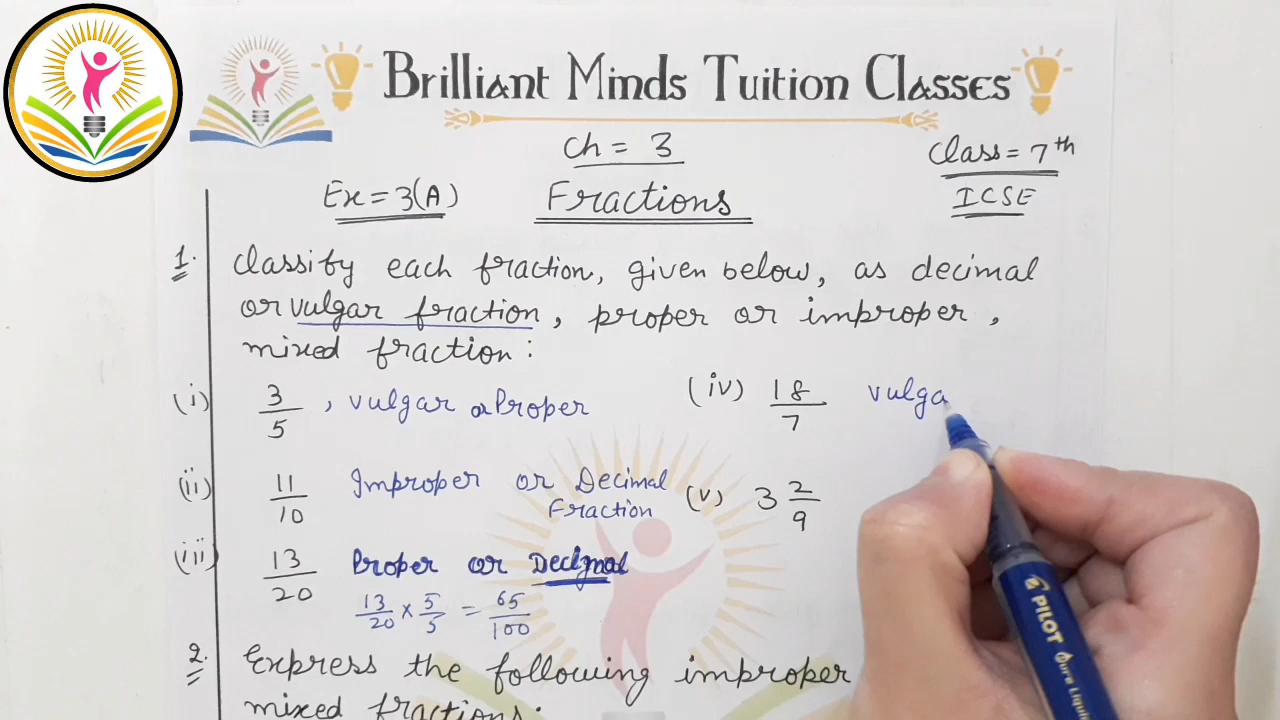 Brilliant Minds Tuition Classes
Ch = 3
Class = 7th
Ex = 3(A)
Fractions
ICSE
1. Classify each fraction, given below, as decimal
or vulgar fraction, proper or improper,
mixed fraction:
(i) 3/5, vulgar or Proper
(iv) 18/7 vulga
(ii) 11/10 Improper or Decimal
Fraction
(v) 3 2/9
(iii) 13/20 Proper or Decimal
13/20 × 5/5 = 65/100
2. Express the following improper
mixed fractions:
PILOT
Pure Liquid